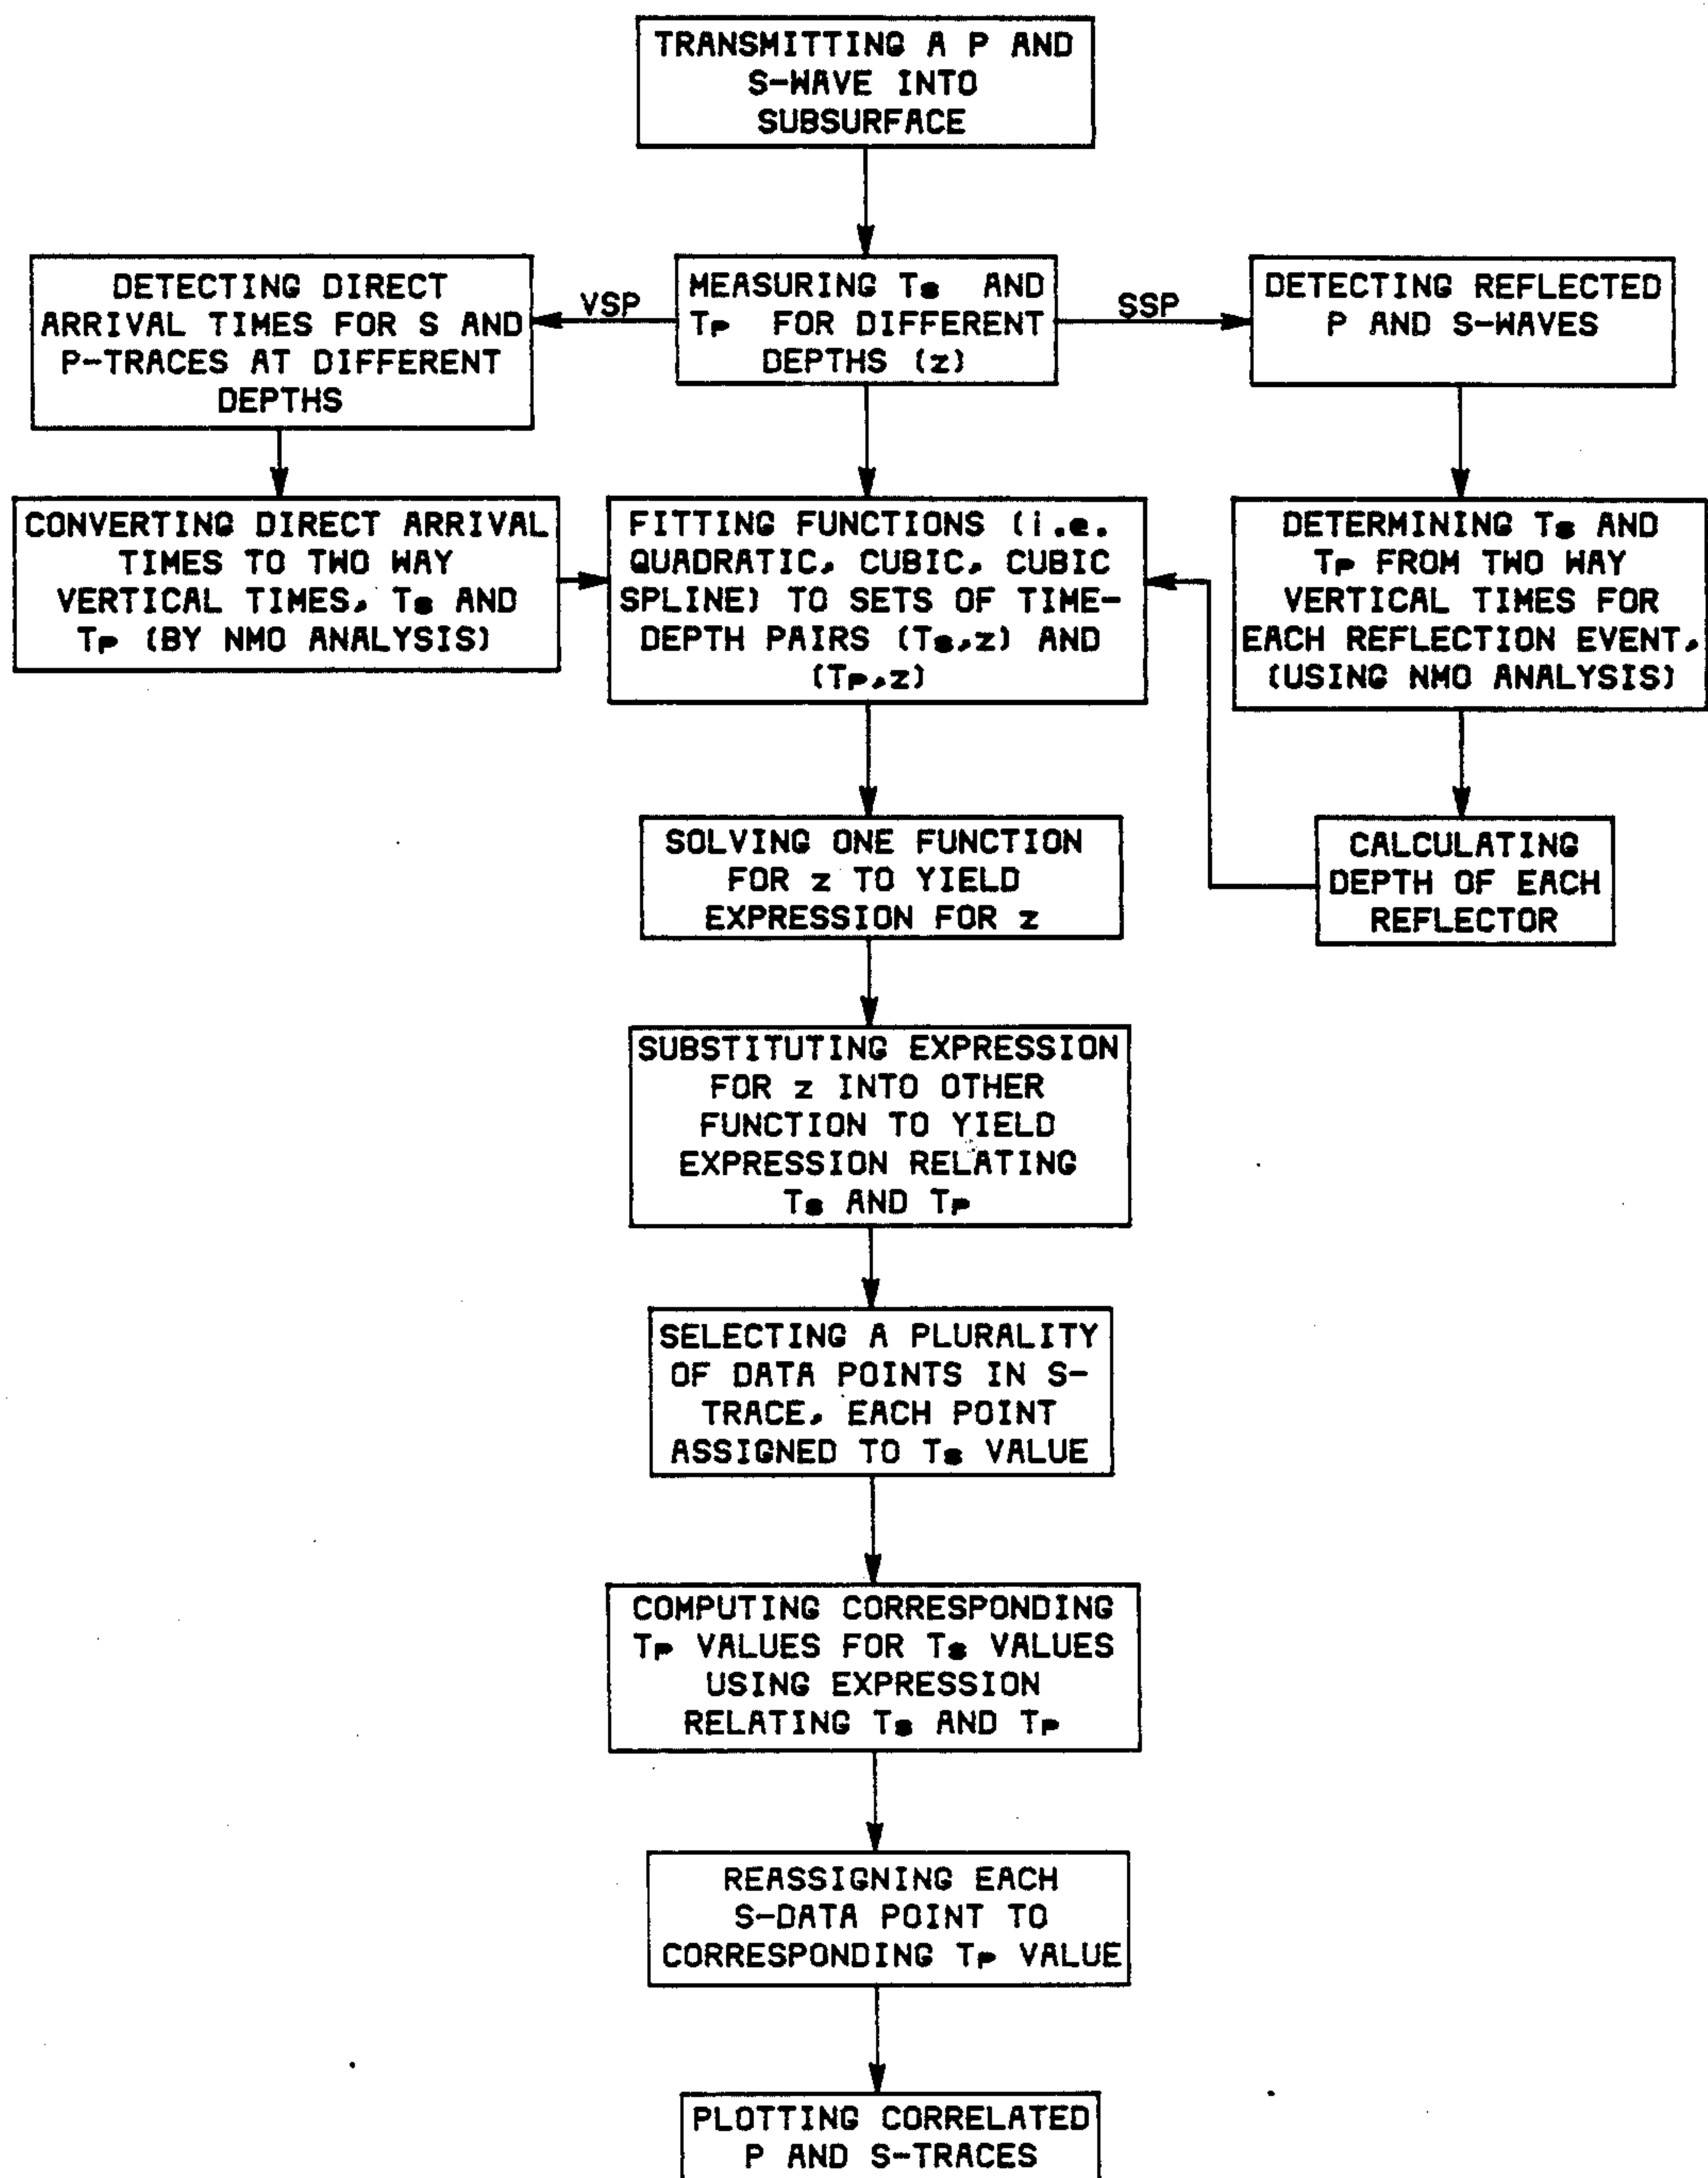 TRANSMITTING A P AND
S-WAVE INTO
SUBSURFACE
DETECTING DIRECT
ARRIVAL TIMES FOR S AND
P-TRACES AT DIFFERENT
DEPTHS
VSP
MEASURING Ts AND
TP FOR DIFFERENT
DEPTHS (z)
SSP
DETECTING REFLECTED
P AND S-WAVES
CONVERTING DIRECT ARRIVAL
TIMES TO TWO WAY
VERTICAL TIMES, Ts AND
TP (BY NMO ANALYSIS)
FITTING FUNCTIONS (i.e.
QUADRATIC, CUBIC, CUBIC
SPLINE) TO SETS OF TIME-
DEPTH PAIRS (Ts,z) AND
(TP,z)
DETERMINING Ts AND
TP FROM TWO WAY
VERTICAL TIMES FOR
EACH REFLECTION EVENT,
(USING NMO ANALYSIS)
SOLVING ONE FUNCTION
FOR z TO YIELD
EXPRESSION FOR z
CALCULATING
DEPTH OF EACH
REFLECTOR
SUBSTITUTING EXPRESSION
FOR z INTO OTHER
FUNCTION TO YIELD
EXPRESSION RELATING
Ts AND TP
SELECTING A PLURALITY
OF DATA POINTS IN S-
TRACE, EACH POINT
ASSIGNED TO Ts VALUE
COMPUTING CORRESPONDING
TP VALUES FOR Ts VALUES
USING EXPRESSION
RELATING Ts AND TP
REASSIGNING EACH
S-DATA POINT TO
CORRESPONDING TP VALUE
PLOTTING CORRELATED
P AND S-TRACES